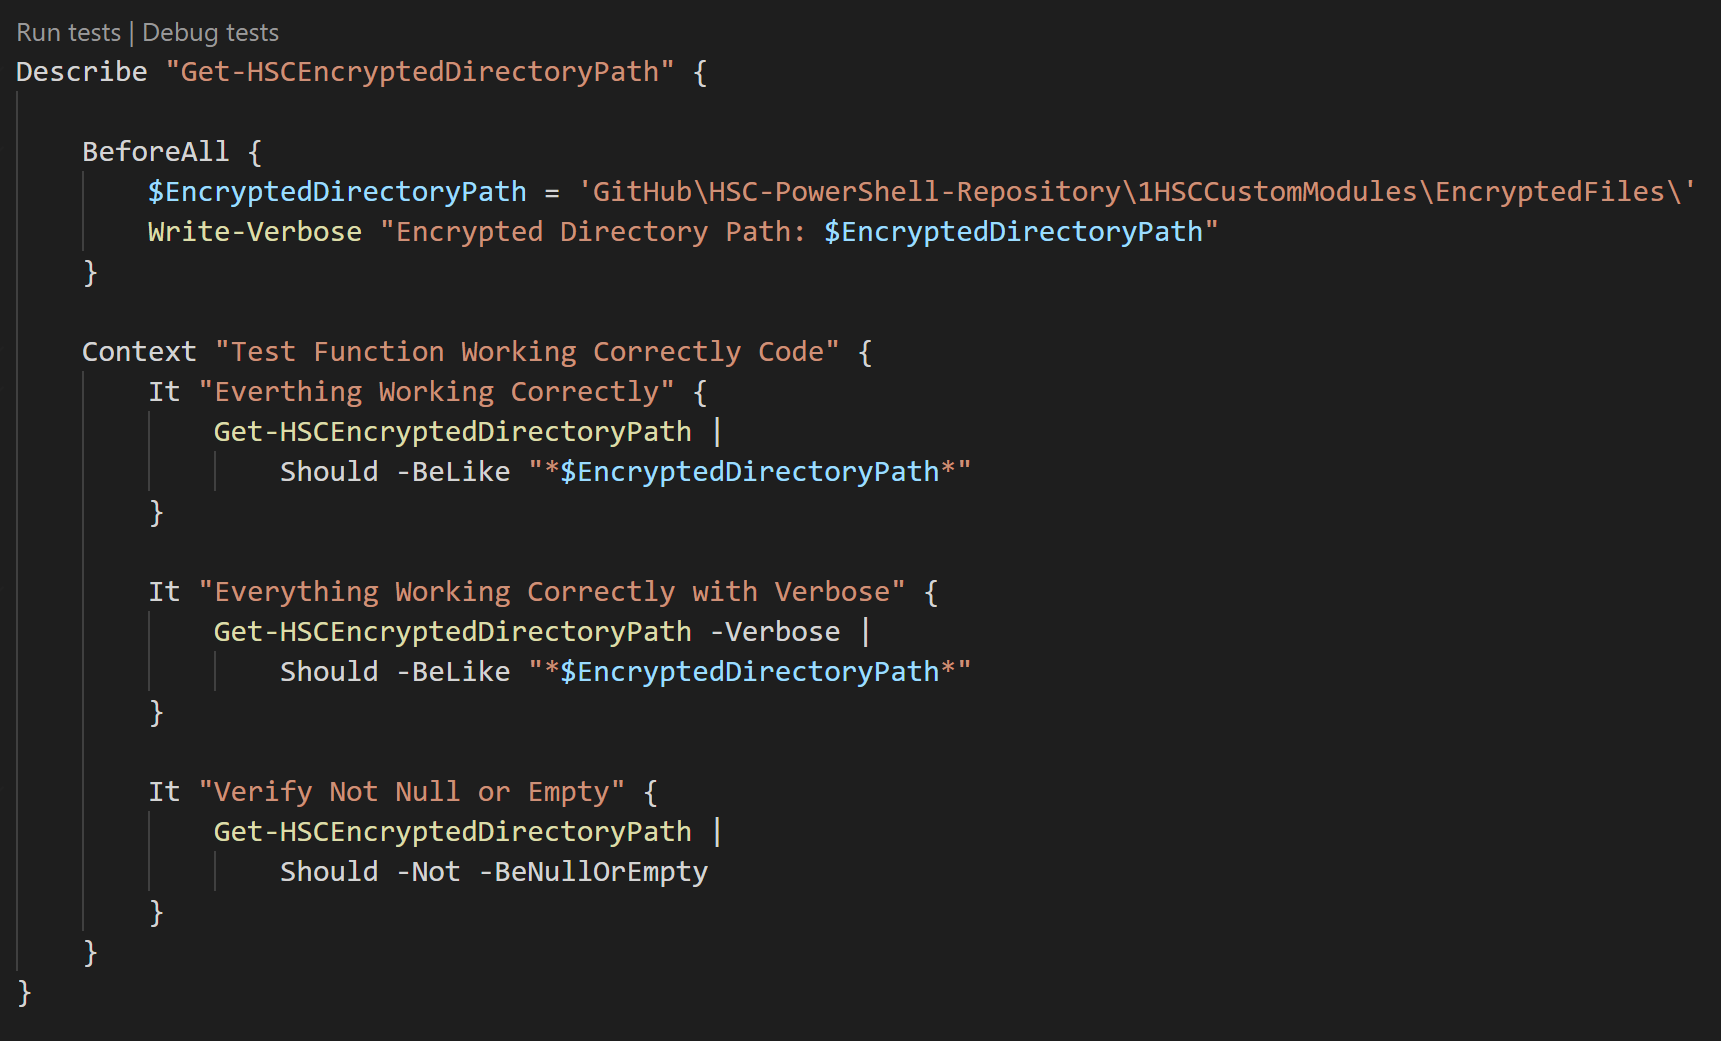 Run tests | Debug tests
Describe "Get-HSCEncryptedDirectoryPath" {
BeforeAll {
$EncryptedDirectoryPath = 'GitHub\HSC-PowerShell-Repository\1HSCCustomModules\EncryptedFiles\'
Write-Verbose "Encrypted Directory Path: $EncryptedDirectoryPath"
}
Context "Test Function Working Correctly Code" {
It "Everthing Working Correctly" {
Get-HSCEncryptedDirectoryPath |
Should -BeLike "*$EncryptedDirectoryPath*"
}
It "Everything Working Correctly with Verbose" {
Get-HSCEncryptedDirectoryPath -Verbose |
Should -BeLike "*$EncryptedDirectoryPath*"
}
It "Verify Not Null or Empty" {
Get-HSCEncryptedDirectoryPath |
Should -Not -BeNullOrEmpty
}
}
}